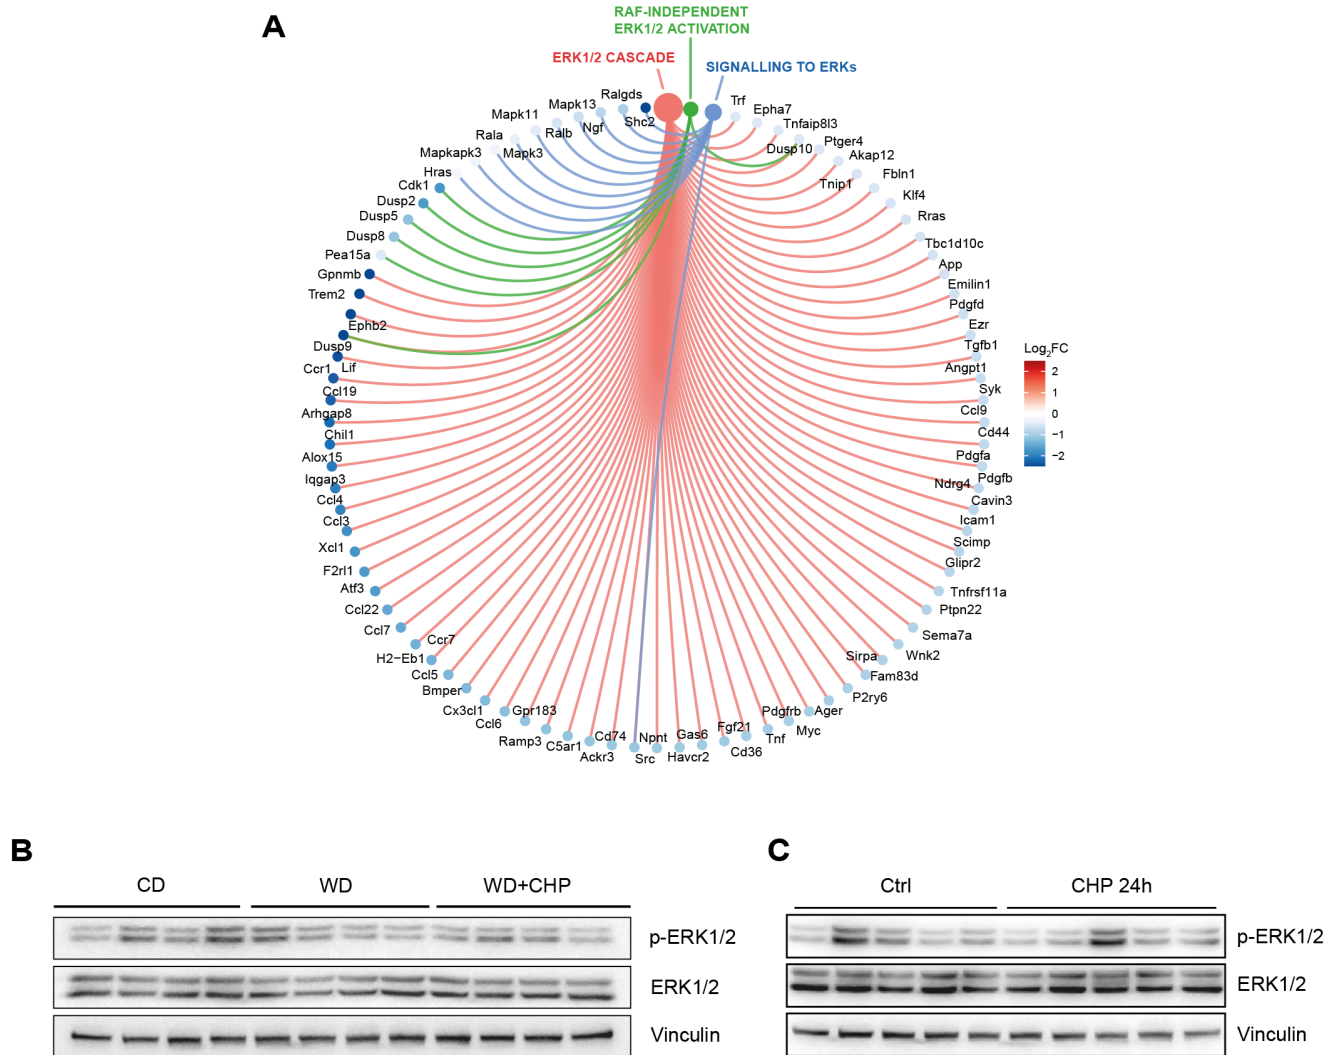 A
RAF-INDEPENDENT
ERK1/2 ACTIVATION
ERK1/2 CASCADE
SIGNALLING TO ERKs
Ralgds
Trf
Mapk13
Shc2
Epha7
Mapk11
Ngf
Tnfaip8l3
Rala
Ralb
Dusp10
Ptger4
Mapkapk3
Mapk3
Akap12
Hras
Tnip1
Fbln1
Cdk1
Klf4
Dusp2
Rras
Dusp5
Dusp8
Tbc1d10c
Pea15a
App
Gpnmb
Emilin1
Trem2
Pdgfd
Ephb2
Ezr
Dusp9
Tgfb1
Ccr1
Lif
Angpt1
Ccl19
Syk
Arhgap8
Ccl9
Chil1
Cd44
Alox15
Pdgfa
Iqgap3
Ndrg4
Pdgfb
Ccl4
Cavin3
Ccl3
Icam1
Xcl1
Scimp
F2rl1
Glipr2
Atf3
Tnfrsf11a
Ccl22
Ptpn22
Ccl7
Ccr7
Sema7a
H2−Eb1
Sirpa
Wnk2
Ccl5
Fam83d
Bmper
P2ry6
Cx3cl1
Ccl6
Gpr183
Pdgfrb
Ager
Ramp3
C5ar1
Cd74
Npnt
Gas6
Fgf21
Tnf
Myc
Ackr3
Src
Havcr2
Cd36
Log2FC
2
1
0
−1
−2
B
CD
WD
WD+CHP
p-ERK1/2
ERK1/2
Vinculin
C
Ctrl
CHP 24h
p-ERK1/2
ERK1/2
Vinculin